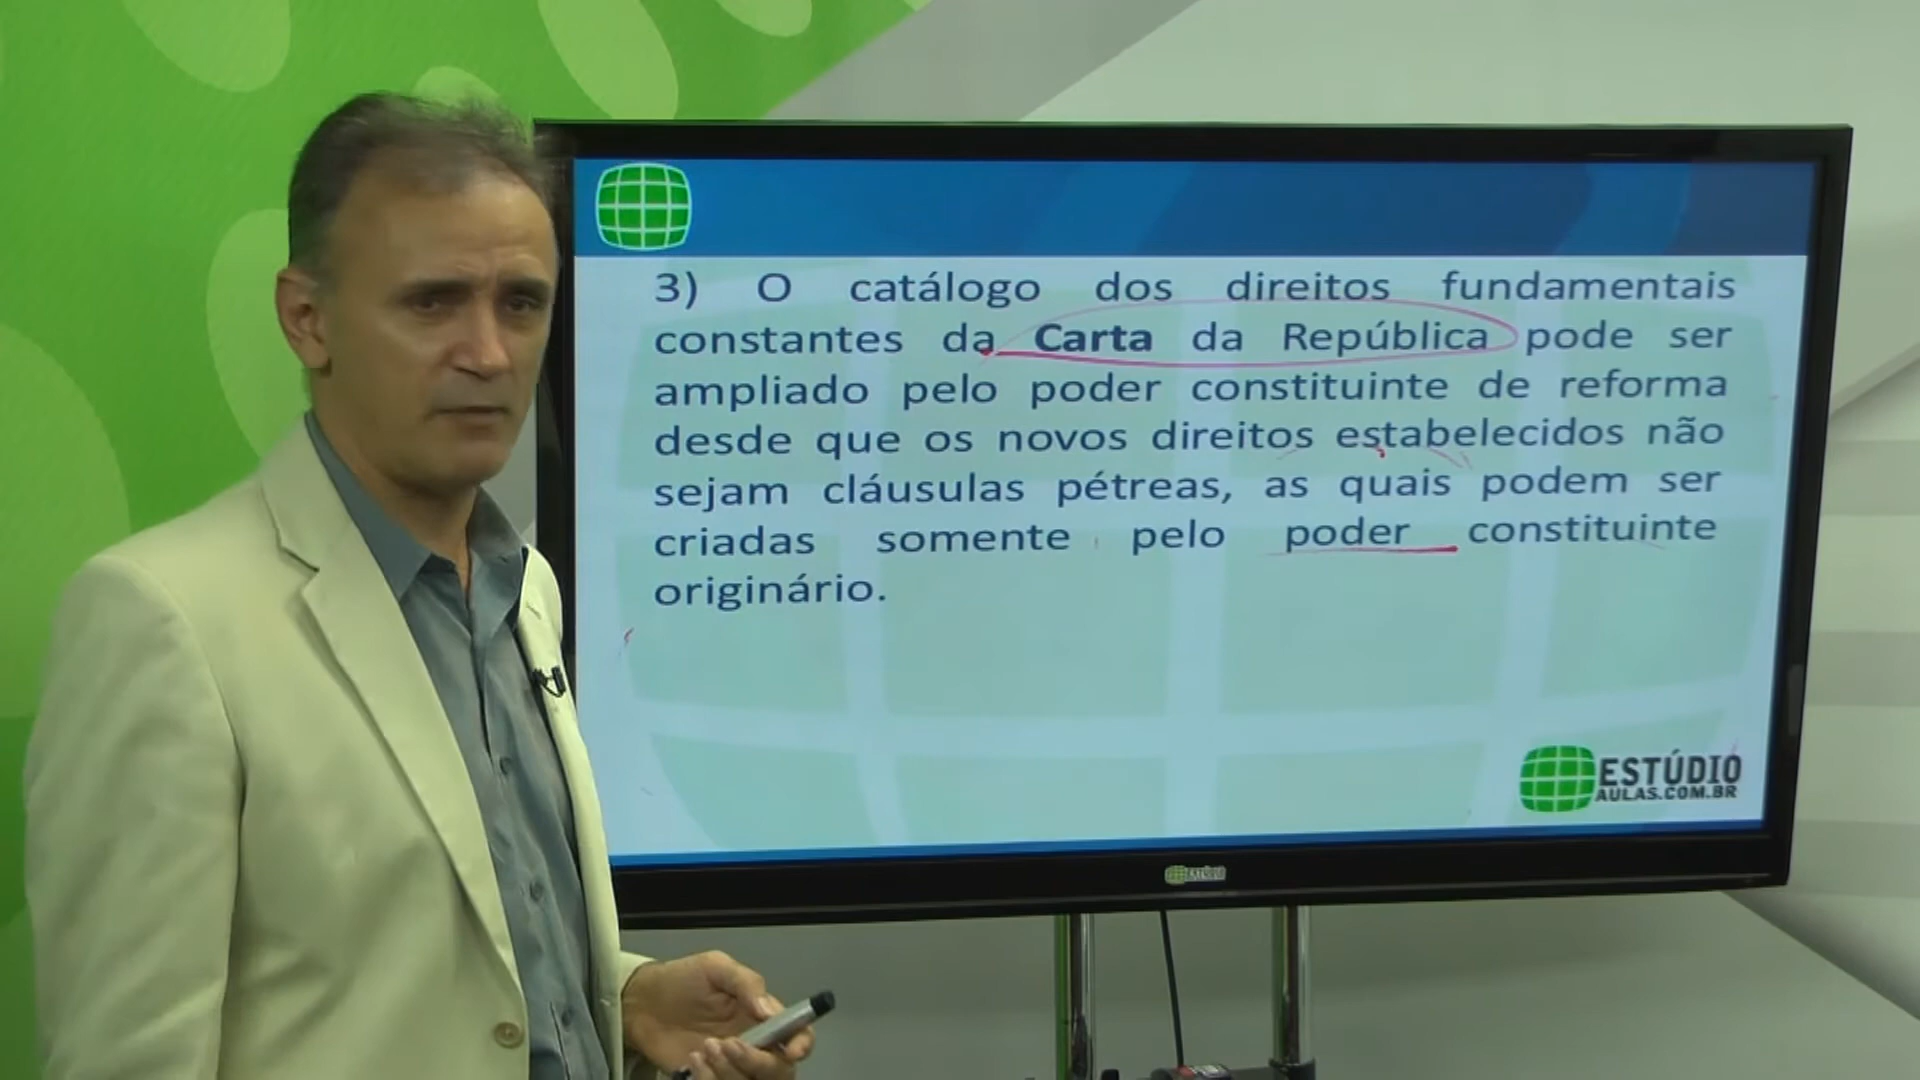 3) O catálogo dos direitos fundamentais
constantes da Carta da República pode ser
ampliado pelo poder constituinte de reforma
desde que os novos direitos estabelecidos não
sejam cláusulas pétreas, as quais podem ser
criadas somente pelo poder constituinte
originário.
ESTÚDIO
AULAS.COM.BR